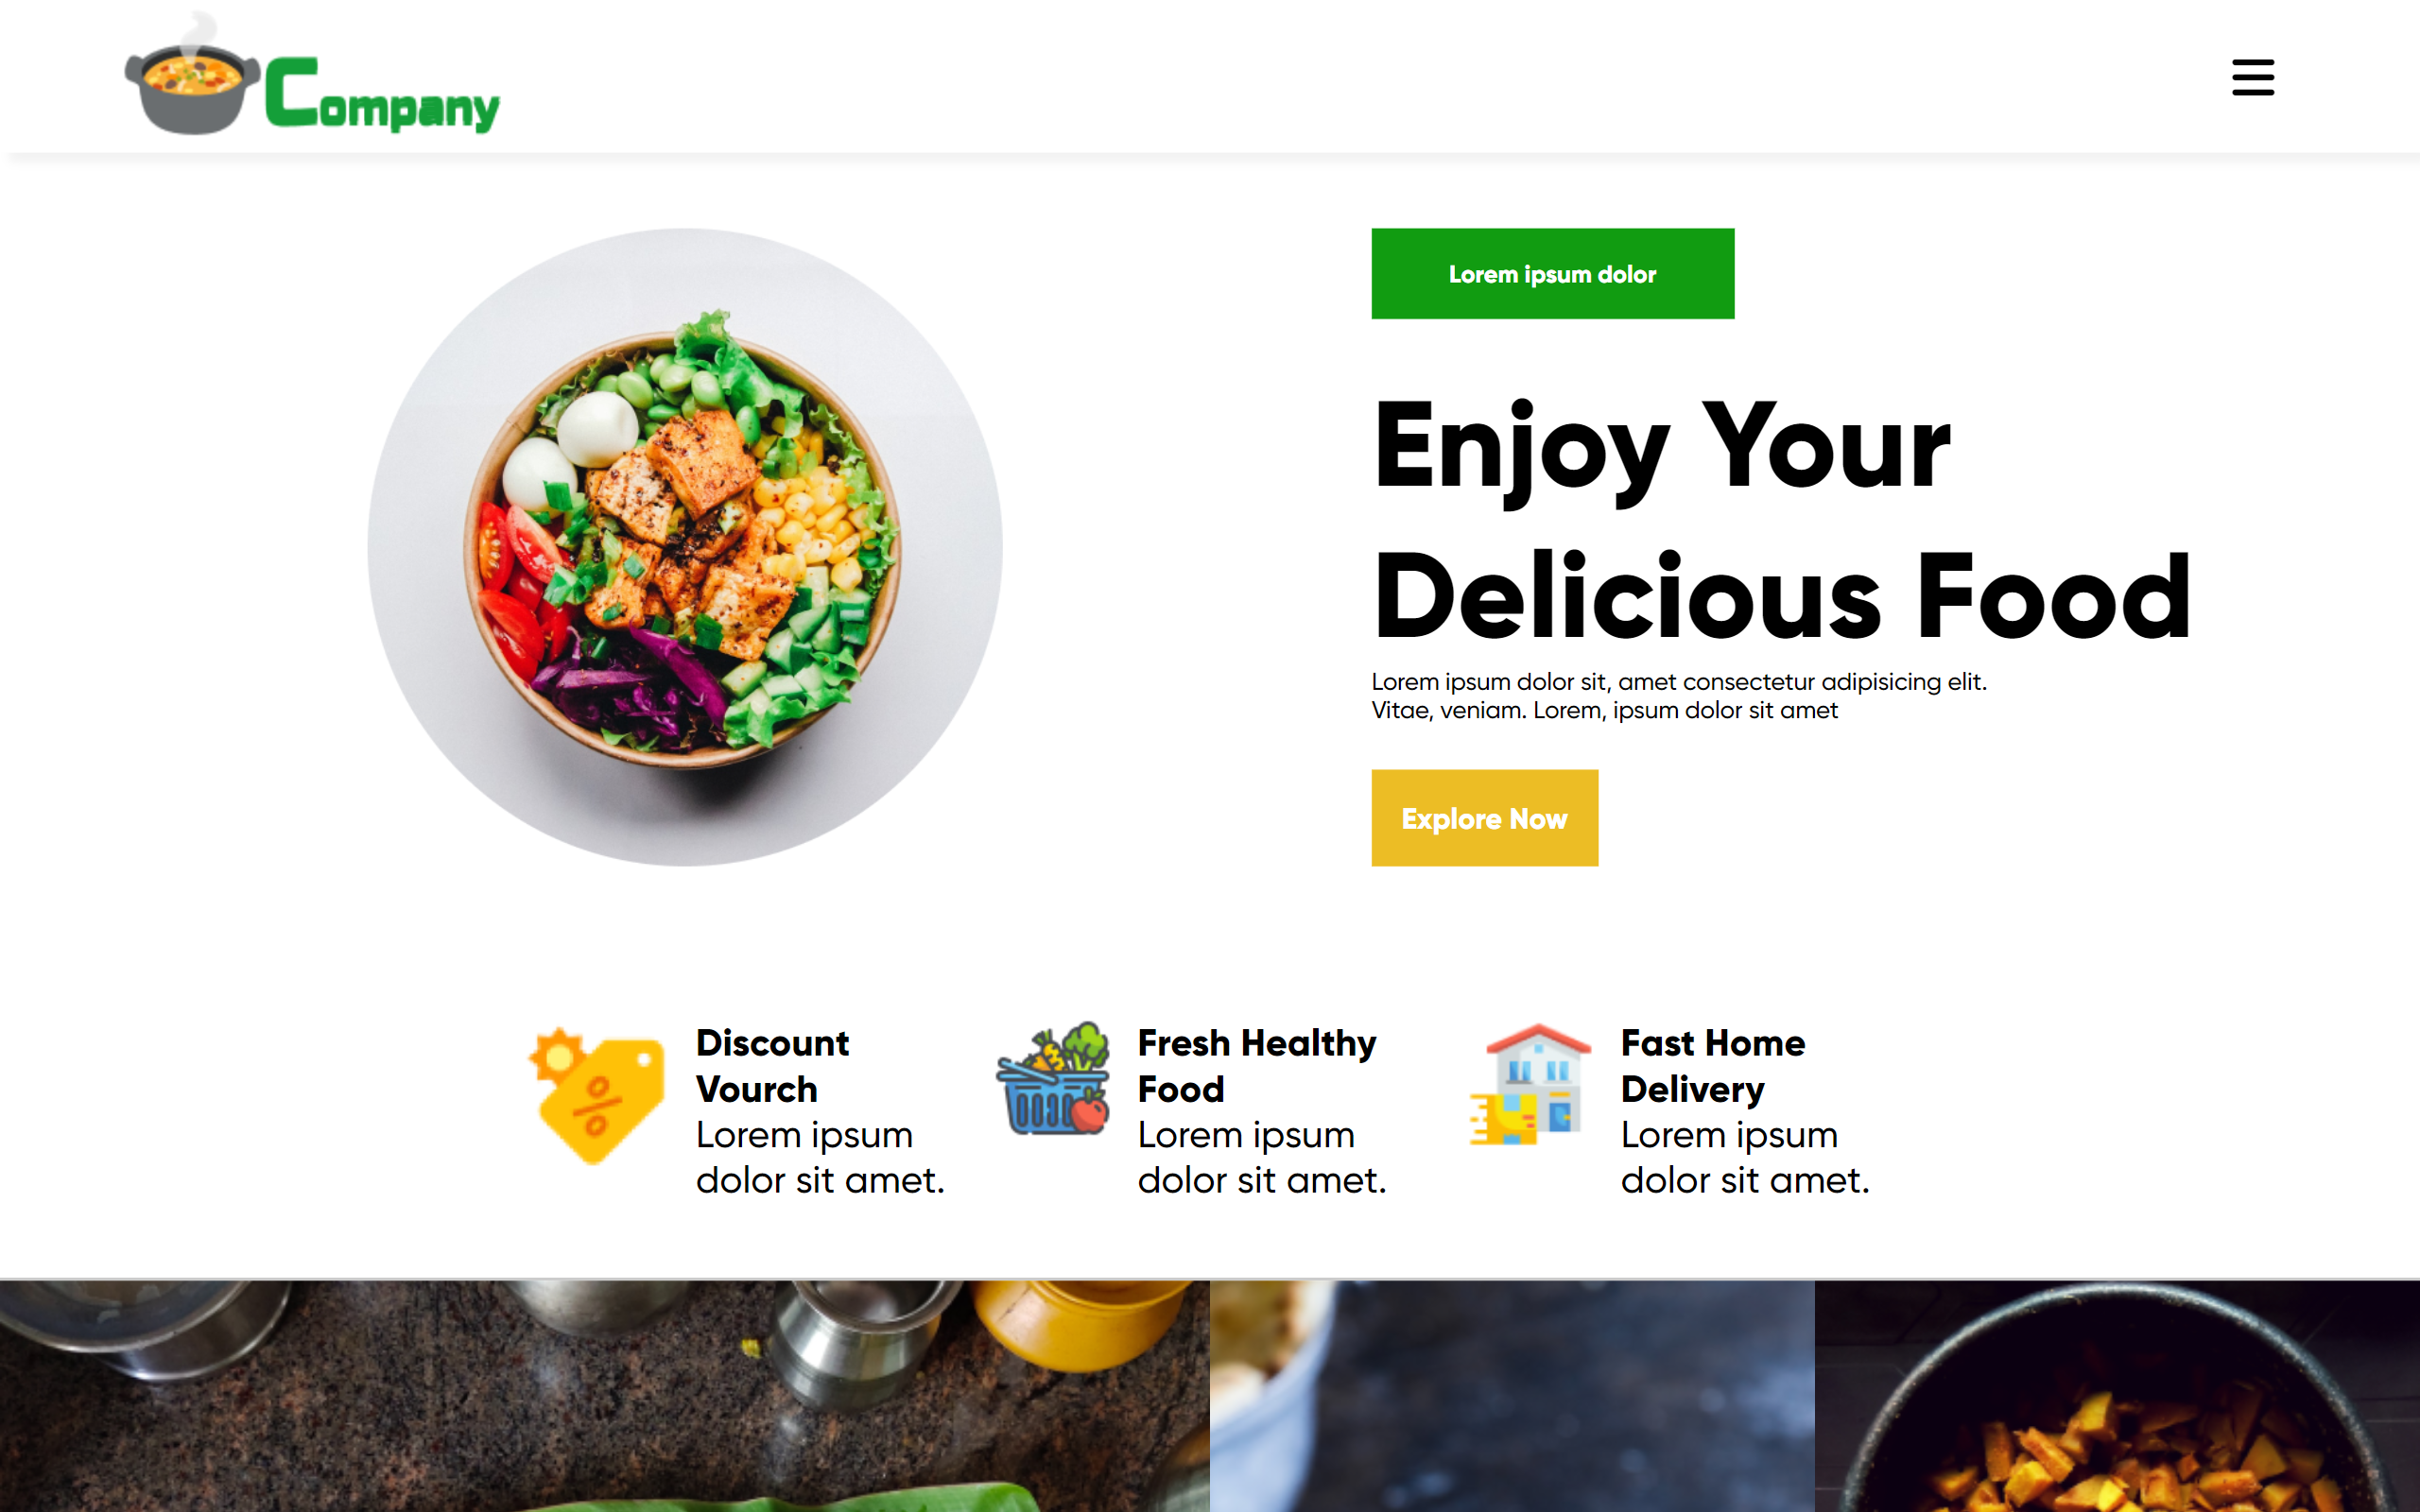 Company
Lorem ipsum dolor
Enjoy Your
Delicious Food
Lorem ipsum dolor sit, amet consectetur adipisicing elit.
Vitae, veniam. Lorem, ipsum dolor sit amet
Explore Now
Discount
Vourch
Lorem ipsum
dolor sit amet.
Fresh Healthy
Food
Lorem ipsum
dolor sit amet.
Fast Home
Delivery
Lorem ipsum
dolor sit amet.